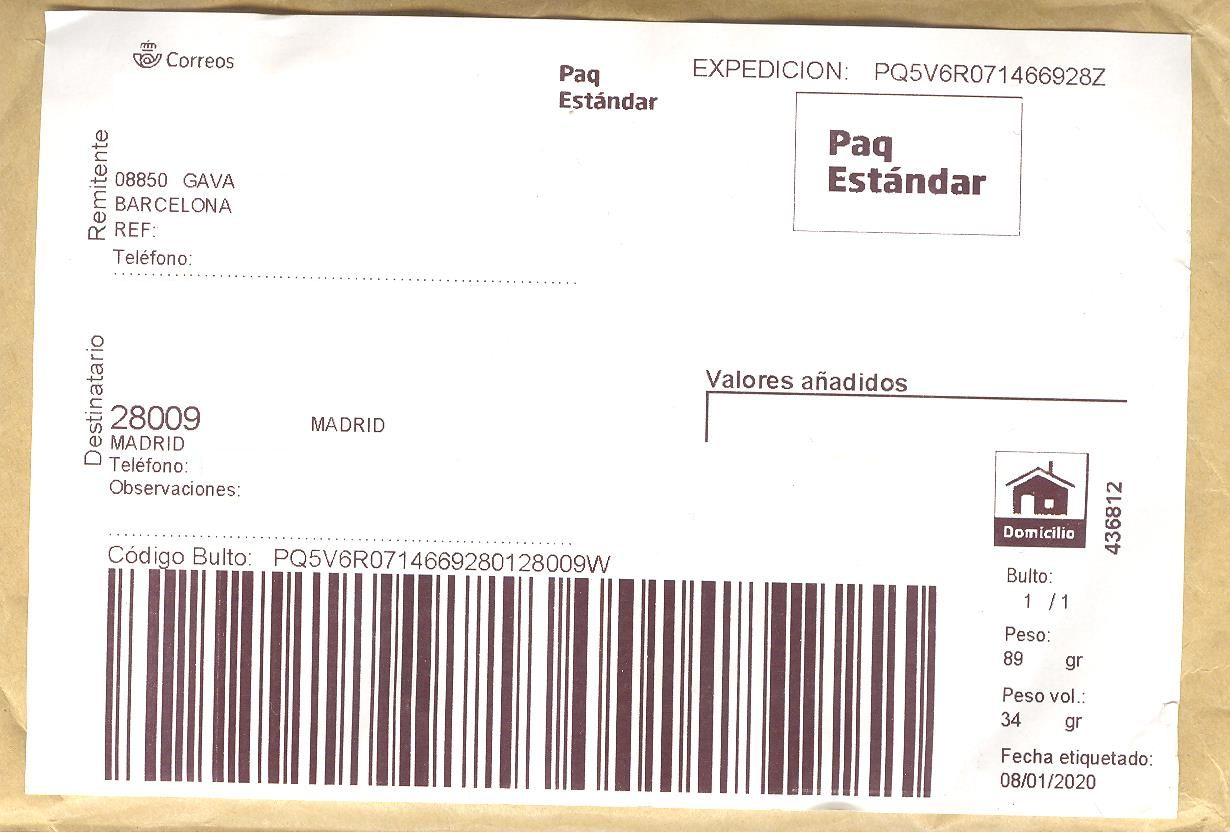 Correos
Paq
Estándar
EXPEDICION: PQ5V6R071466928Z
Paq
Estándar
Remitente
08850 GAVA
BARCELONA
REF:
Teléfono:
Destinatario
28009 MADRID
MADRID
Teléfono:
Observaciones:
Valores añadidos
Domicilio
436812
Código Bulto: PQ5V6R0714669280128009W
Bulto:
1 / 1
Peso:
89 gr
Peso vol.:
34 gr
Fecha etiquetado:
08/01/2020